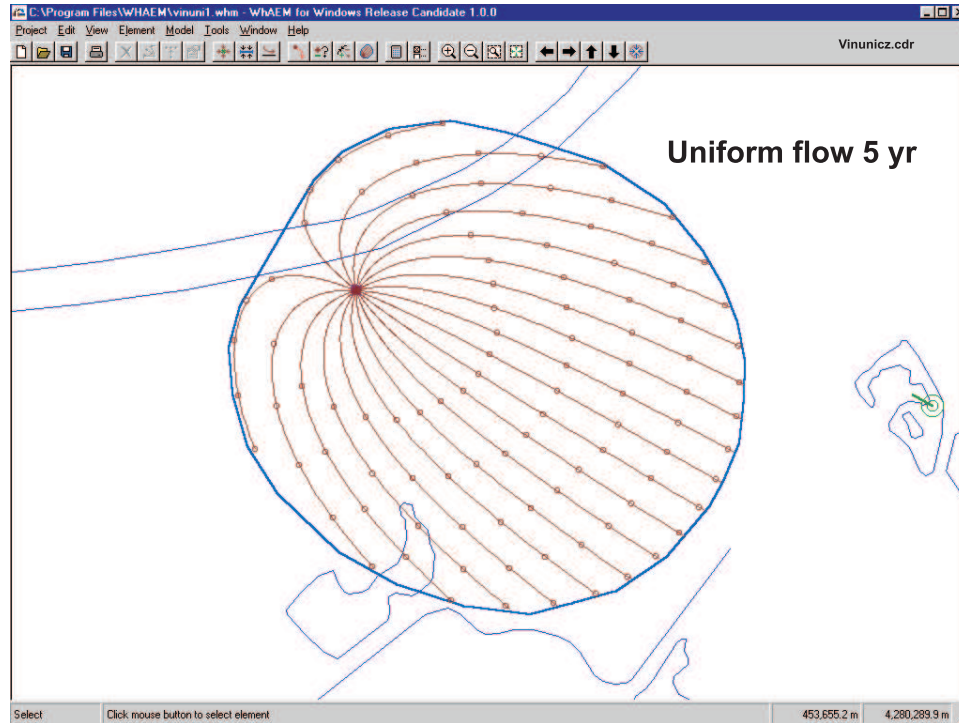 C:\Program Files\WHAEM\vinuni1.whm - WhAEM for Windows Release Candidate 1.0.0
Project Edit View Element Model Tools Window Help
Vinunicz.cdr
Uniform flow 5 yr
Select Click mouse button to select element 453,655.2 m 4,280,289.9 m